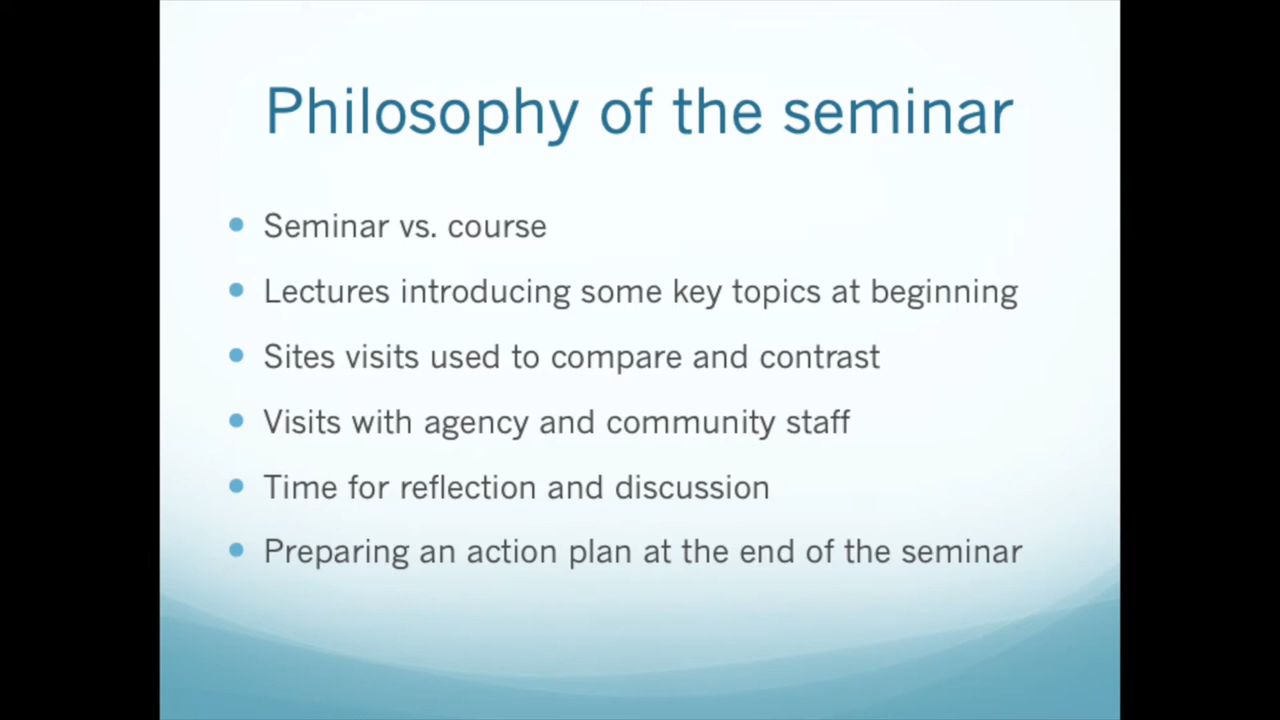 Philosophy of the seminar
Seminar vs. course
Lectures introducing some key topics at beginning
Sites visits used to compare and contrast
Visits with agency and community staff
Time for reflection and discussion
Preparing an action plan at the end of the seminar